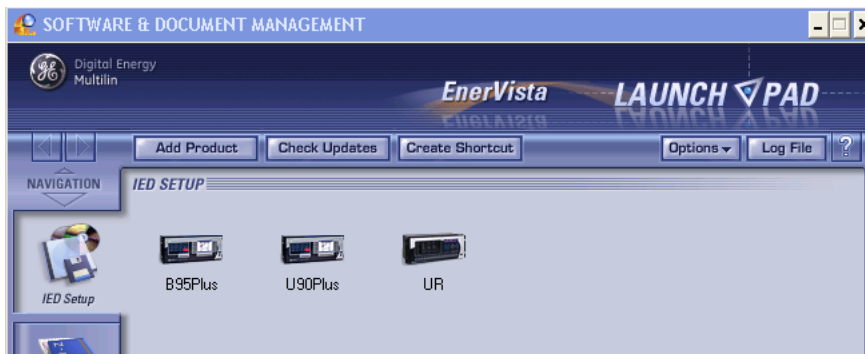 SOFTWARE & DOCUMENT MANAGEMENT
Digital Energy
Multilin
EnerVista LAUNCH PAD
Add Product Check Updates Create Shortcut Options Log File ?
NAVIGATION IED SETUP
B95Plus U90Plus UR
IED Setup